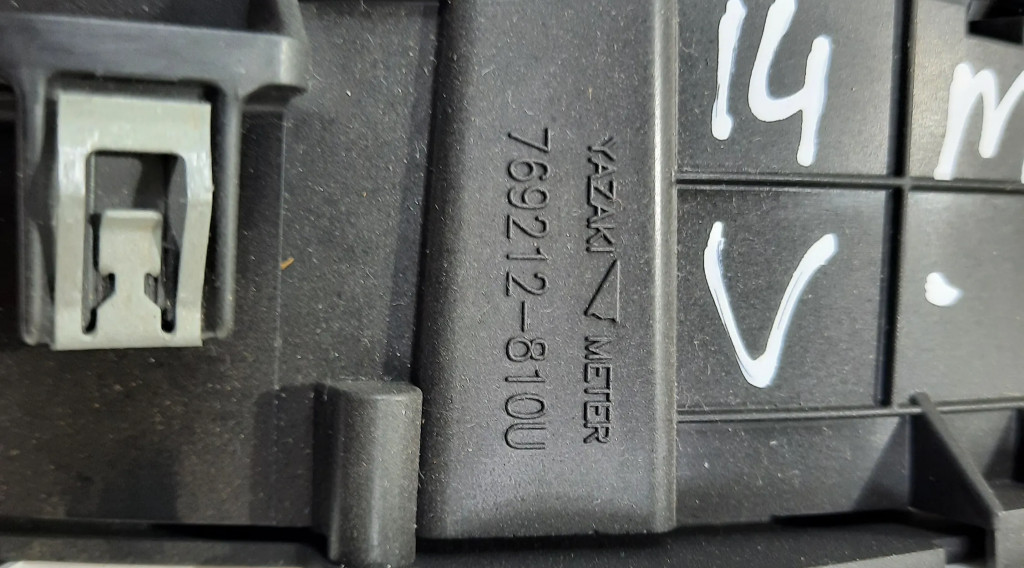 YAZAKI METER
769212-810U
14
V